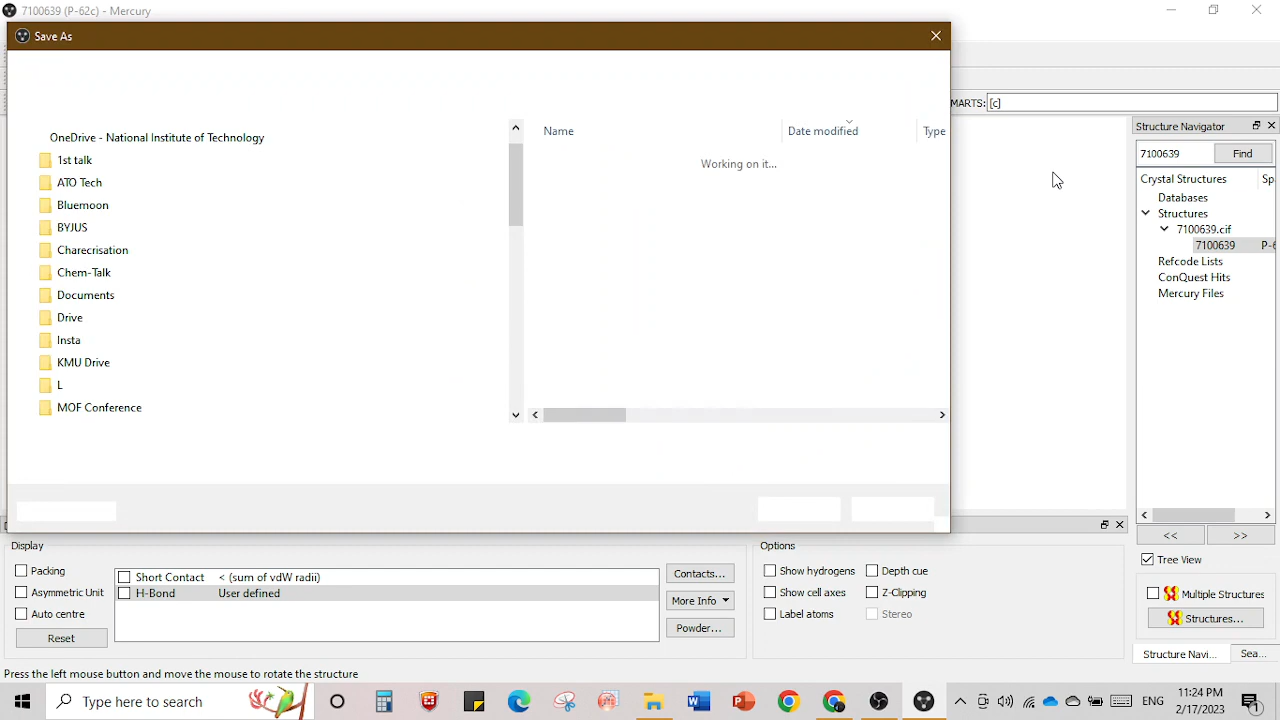 7100639 (P-62c) - Mercury
Save As
MARTS: [c]
OneDrive - National Institute of Technology
1st talk
ATO Tech
Bluemoon
BYJUS
Charecrisation
Chem-Talk
Documents
Drive
Insta
KMU Drive
L
MOF Conference
Name
Date modified
Type
Working on it...
Structure Navigator
7100639
Find
Crystal Structures
Sp
Databases
Structures
7100639.cif
7100639 P-6
Refcode Lists
ConQuest Hits
Mercury Files
<< >>
Tree View
Multiple Structures
Structures...
Structure Navi...
Sea...
Display
Packing
Asymmetric Unit
Auto centre
Reset
Short Contact < (sum of vdW radii)
H-Bond User defined
Contacts...
More Info
Powder...
Options
Show hydrogens
Depth cue
Show cell axes
Z-Clipping
Label atoms
Stereo
Press the left mouse button and move the mouse to rotate the structure
Type here to search
ENG
11:24 PM
2/17/2023
1